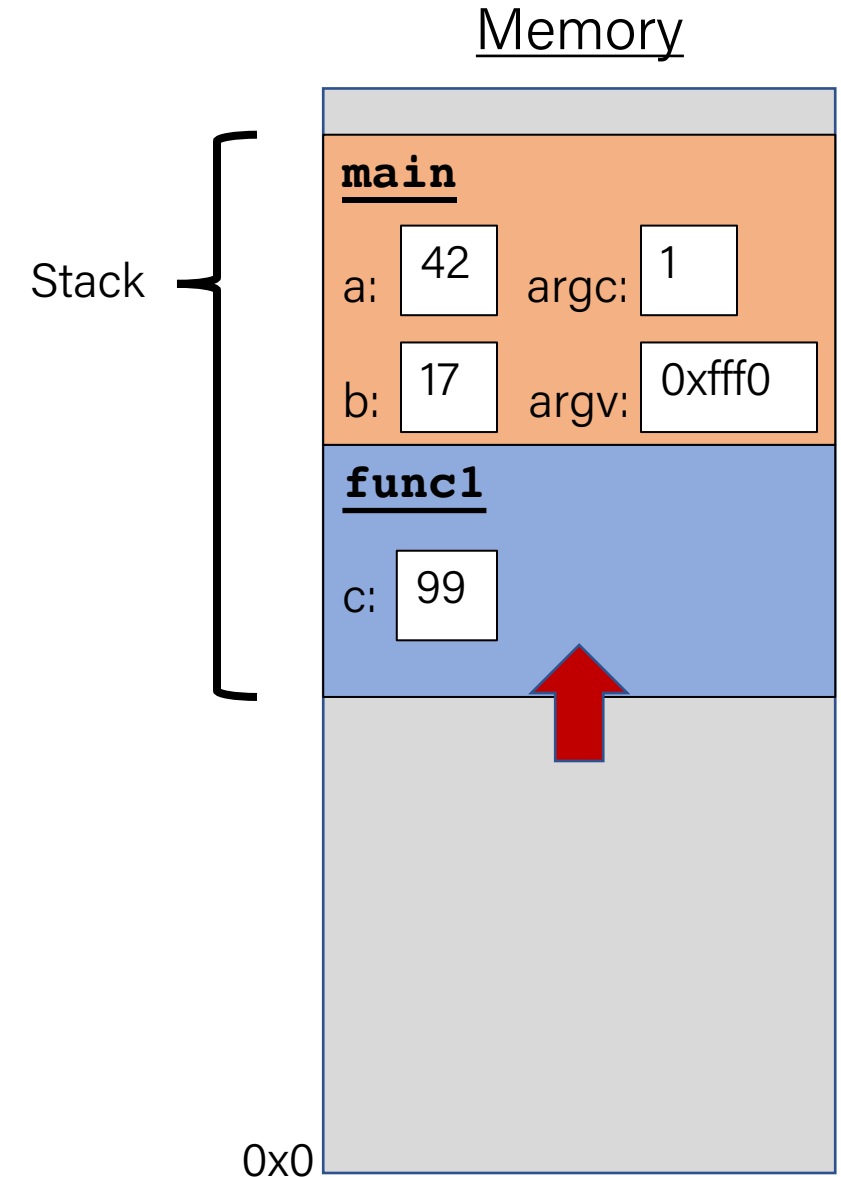 Memory
main
a: 42 argc: 1
Stack
b: 17 argv: 0xfff0
func1
c: 99
0x0